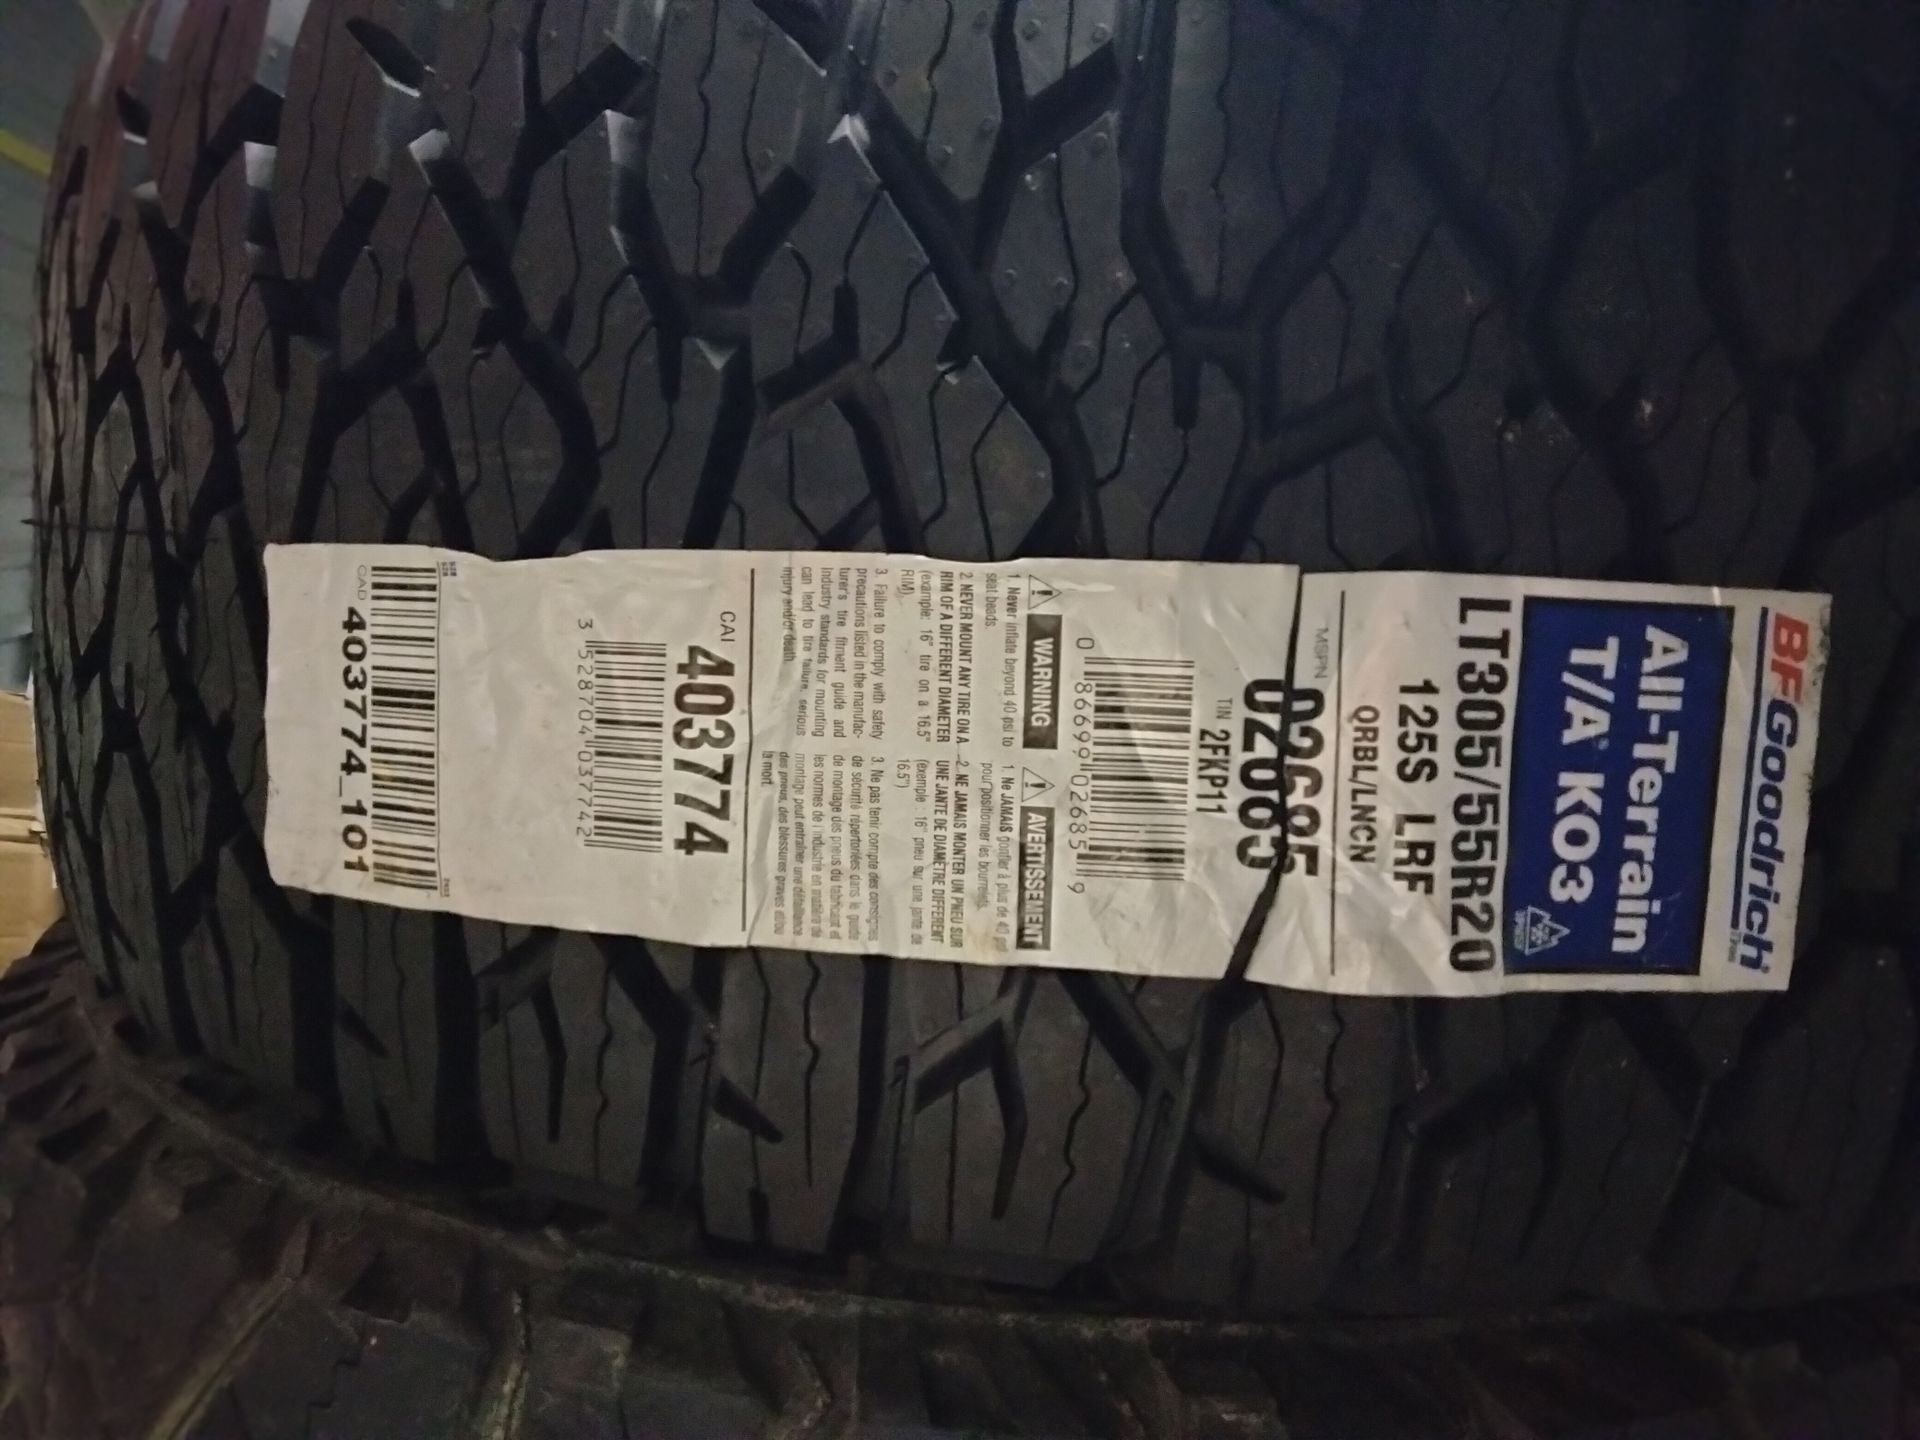 BFGoodrich®
Tires
All-Terrain
T/A® KO3
3PMSF
LT305/55R20
125S LRF
QRBL/LNCN
MSPN 02685
02685
TIN 2FKP11
0 86699 02685 9
WARNING
1. Never inflate beyond 40 psi to
seat beads.
2. NEVER MOUNT ANY TIRE ON A
RIM OF A DIFFERENT DIAMETER
(example : 16" tire on a 16.5"
RIM).
3. Failure to comply with safety
precautions listed in the manufac-
turer's tire fitment guide and
Industry standards for mounting
can lead to tire failure, serious
injury and/or death.
AVERTISSEMENT
1. Ne JAMAIS gonfler à plus de 40 psi
pour positionner les bourrelets.
2. NE JAMAIS MONTER UN PNEU SUR
UNE JANTE DE DIAMÈTRE DIFFÉRENT
(exemple : 16" pneu sur une jante de
16.5")
3. Ne pas tenir compte des consignes
de sécurité répertoriées dans le guide
de montage des pneus du fabricant et
les normes de l'industrie en matière de
montage peut entraîner une défaillance
des pneus, des blessures graves et/ou
la mort.
CAI 403774
3 528704 037742
CAD 403774_101